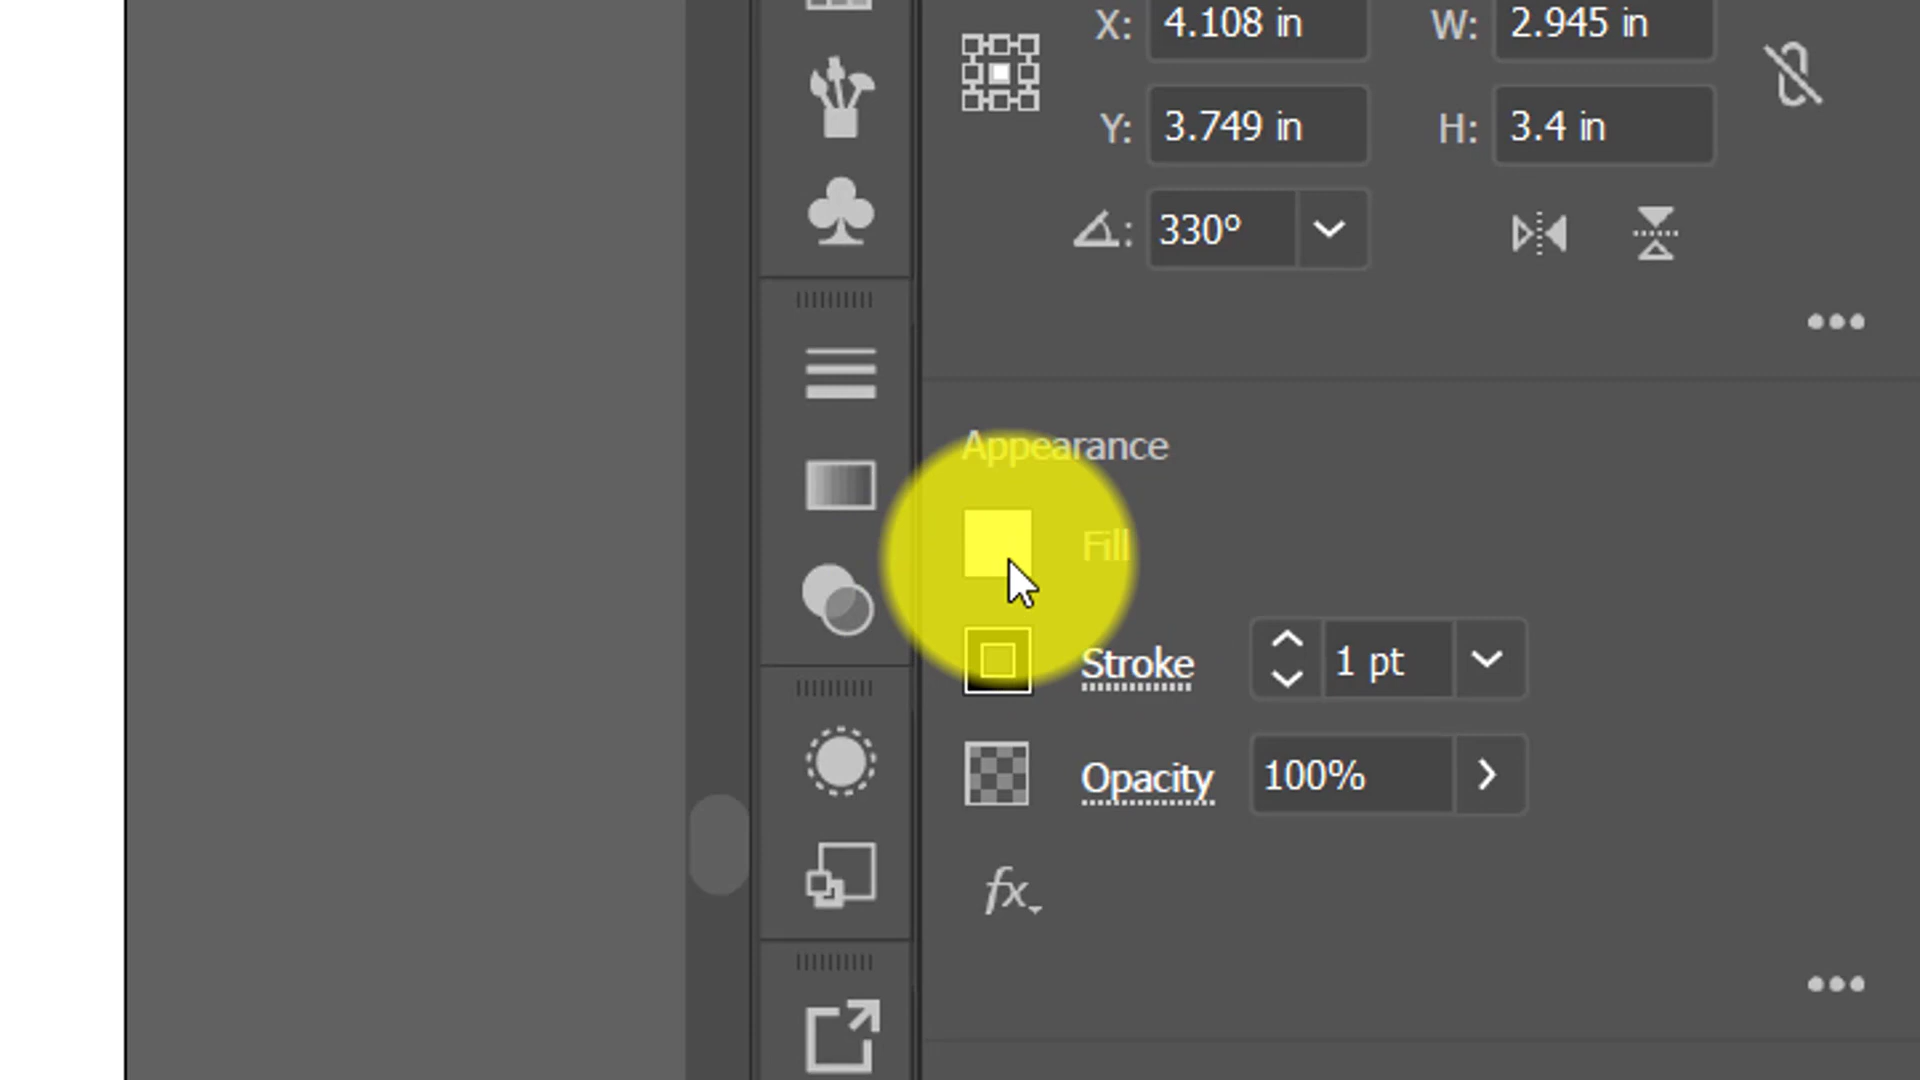 X: 4.108 in W: 2.945 in
Y: 3.749 in H: 3.4 in
: 330º
Appearance
Fill
Stroke 1 pt
Opacity 100%
fx